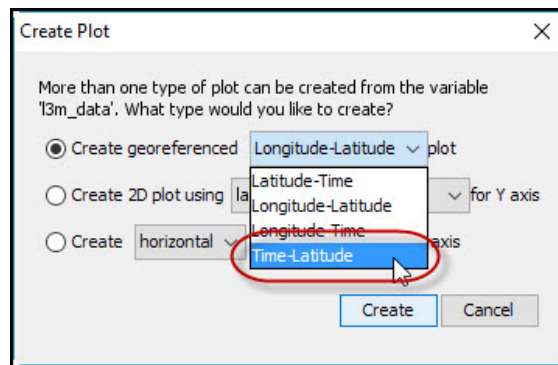 Create Plot
More than one type of plot can be created from the variable
'l3m_data'. What type would you like to create?
Create georeferenced Longitude-Latitude plot
Latitude-Time
Create 2D plot using la for Y axis
Longitude-Latitude
Longitude-Time
Create horizontal axis
Time-Latitude
Create Cancel